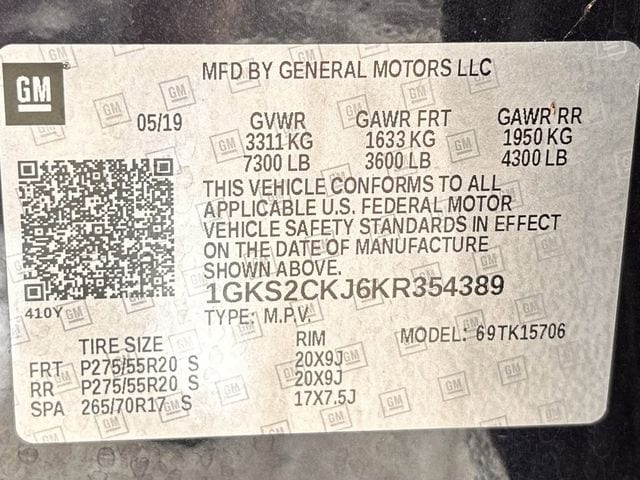 GM
MFD BY GENERAL MOTORS LLC
05/19 GVWR GAWR FRT GAWR RR
3311 KG 1633 KG 1950 KG
7300 LB 3600 LB 4300 LB
THIS VEHICLE CONFORMS TO ALL
APPLICABLE U.S. FEDERAL MOTOR
VEHICLE SAFETY STANDARDS IN EFFECT
ON THE DATE OF MANUFACTURE
SHOWN ABOVE.
1GKS2CKJ6KR354389
410Y
TYPE: M.P.V. MODEL: 69TK15706
TIRE SIZE RIM
FRT P275/55R20 S 20X9J
RR P275/55R20 S 20X9J
SPA 265/70R17 S 17X7.5J